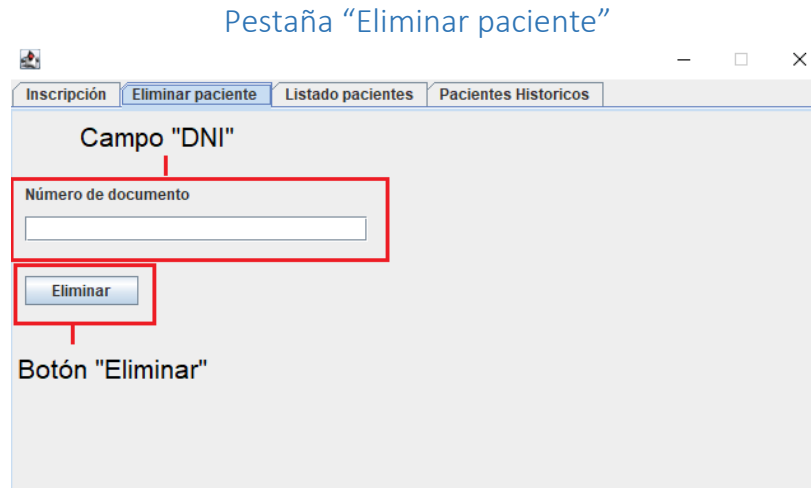 Pestaña “Eliminar paciente”
Inscripción Eliminar paciente Listado pacientes Pacientes Historicos
Campo "DNI"
Número de documento
Eliminar
Botón "Eliminar"